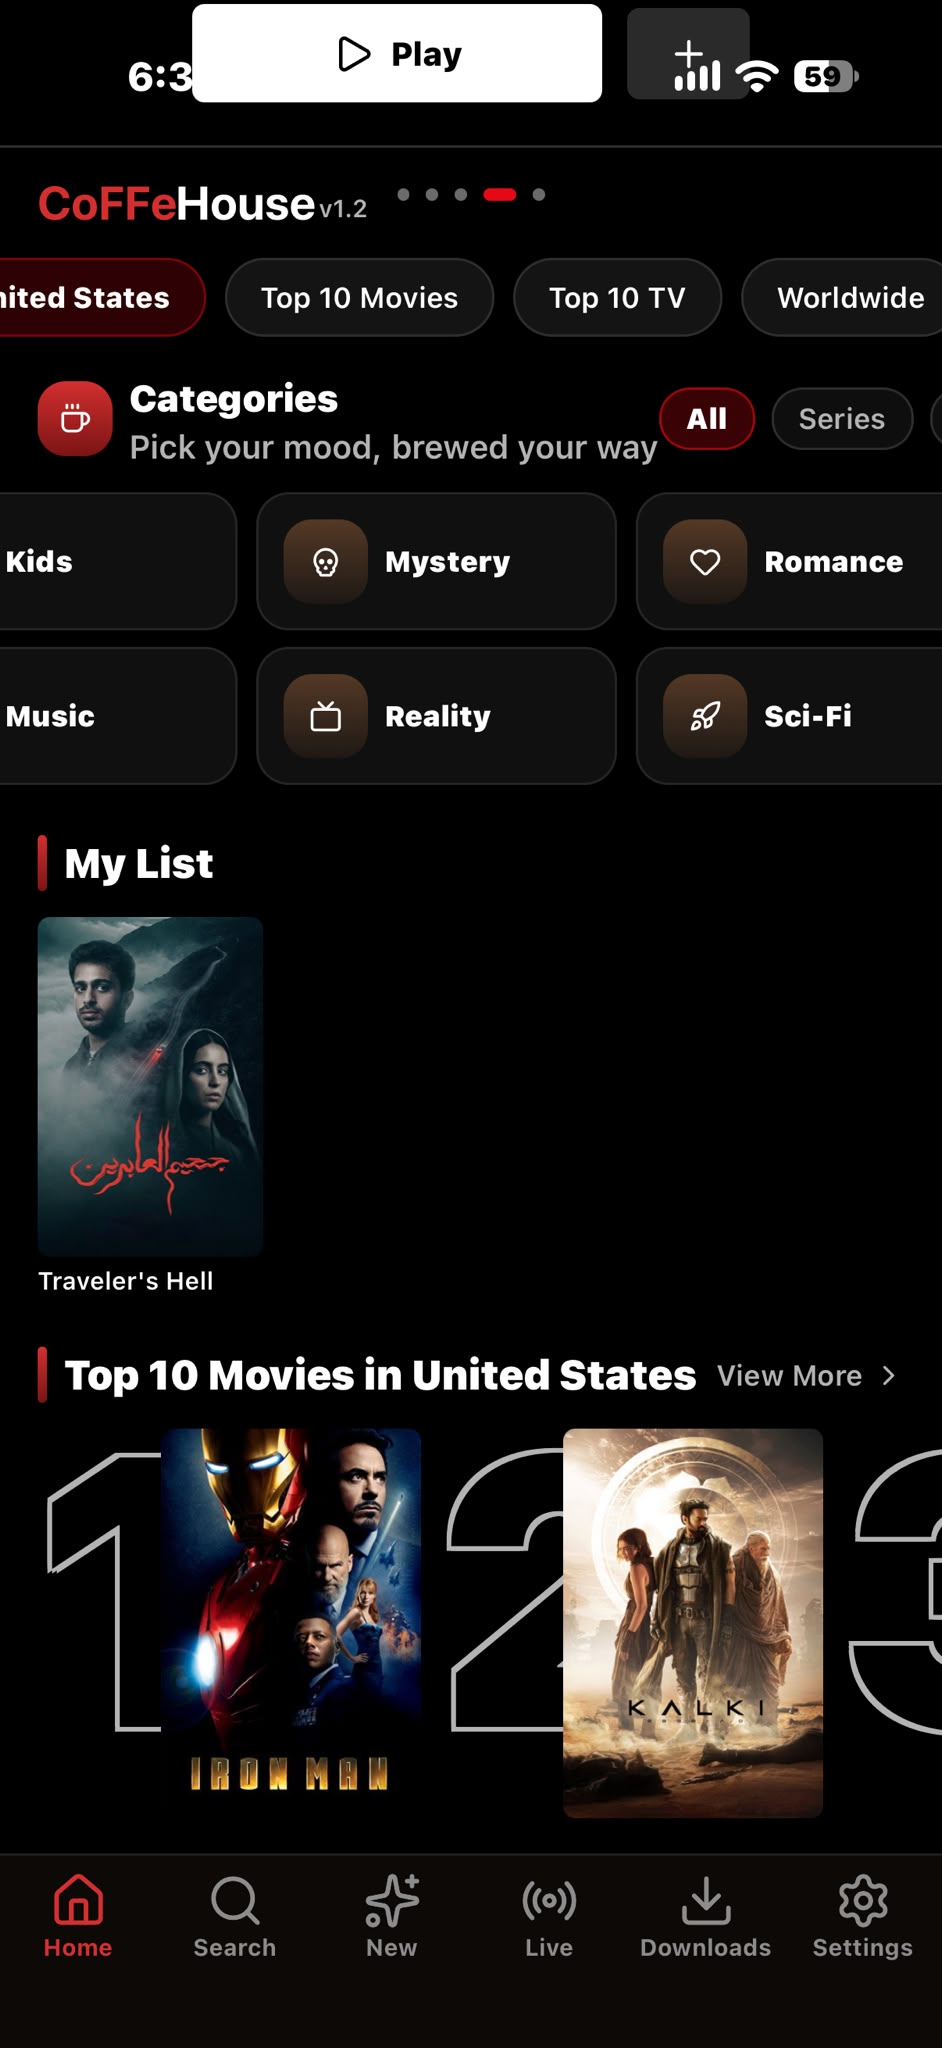 6:3
Play
59
CoFFeHouse v1.2
nited States
Top 10 Movies
Top 10 TV
Worldwide
Categories
Pick your mood, brewed your way
All
Series
Kids
Mystery
Romance
Music
Reality
Sci-Fi
My List
جحيم العابرين
Traveler's Hell
Top 10 Movies in United States
View More
1
2
3
IRON MAN
KALKI
Home
Search
New
Live
Downloads
Settings